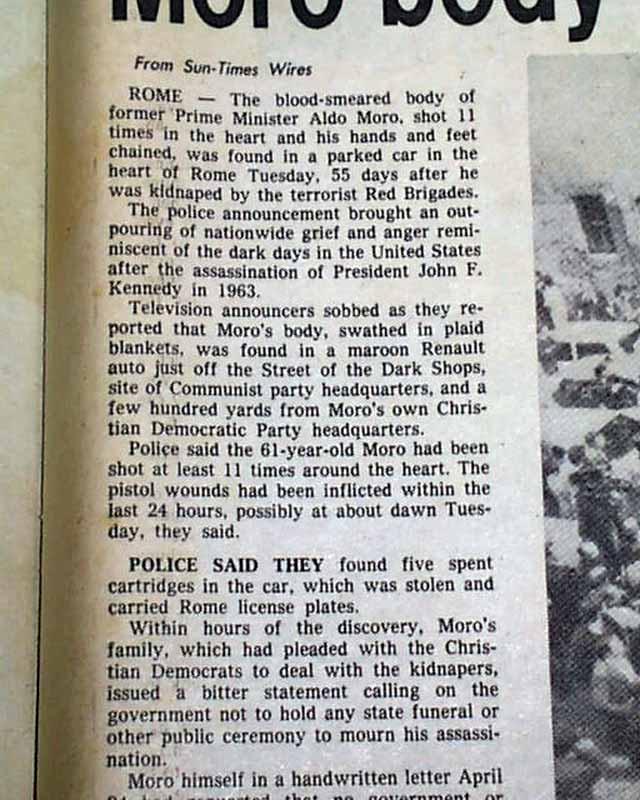 Moro body
From Sun-Times Wires
ROME — The blood-smeared body of
former Prime Minister Aldo Moro, shot 11
times in the heart and his hands and feet
chained, was found in a parked car in the
heart of Rome Tuesday, 55 days after he
was kidnaped by the terrorist Red Brigades.
The police announcement brought an out-
pouring of nationwide grief and anger remi-
niscent of the dark days in the United States
after the assassination of President John F.
Kennedy in 1963.
Television announcers sobbed as they re-
ported that Moro's body, swathed in plaid
blankets, was found in a maroon Renault
auto just off the Street of the Dark Shops,
site of Communist party headquarters, and a
few hundred yards from Moro's own Chris-
tian Democratic Party headquarters.
Police said the 61-year-old Moro had been
shot at least 11 times around the heart. The
pistol wounds had been inflicted within the
last 24 hours, possibly at about dawn Tues-
day, they said.
POLICE SAID THEY found five spent
cartridges in the car, which was stolen and
carried Rome license plates.
Within hours of the discovery, Moro's
family, which had pleaded with the Chris-
tian Democrats to deal with the kidnapers,
issued a bitter statement calling on the
government not to hold any state funeral or
other public ceremony to mourn his assassi-
nation.
Moro himself in a handwritten letter April
had requested that no government or